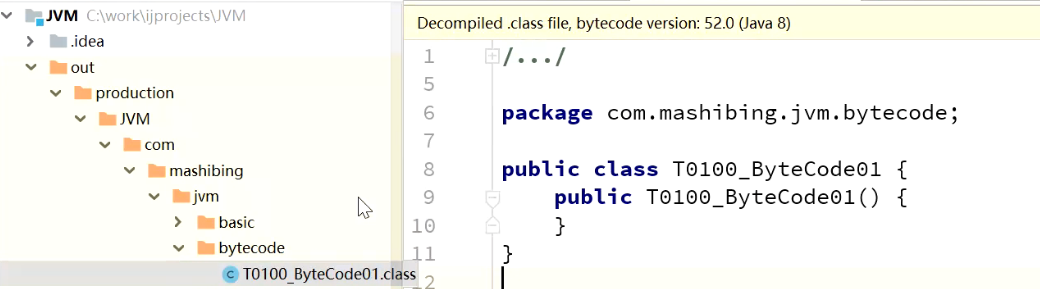 JVM C:\work\ijprojects\JVM
.idea
out
production
JVM
com
mashibing
jvm
basic
bytecode
T0100_ByteCode01.class
Decompiled .class file, bytecode version: 52.0 (Java 8)
1 /.../
5
6 package com.mashibing.jvm.bytecode;
7
8 public class T0100_ByteCode01 {
9 public T0100_ByteCode01() {
10 }
11 }
12